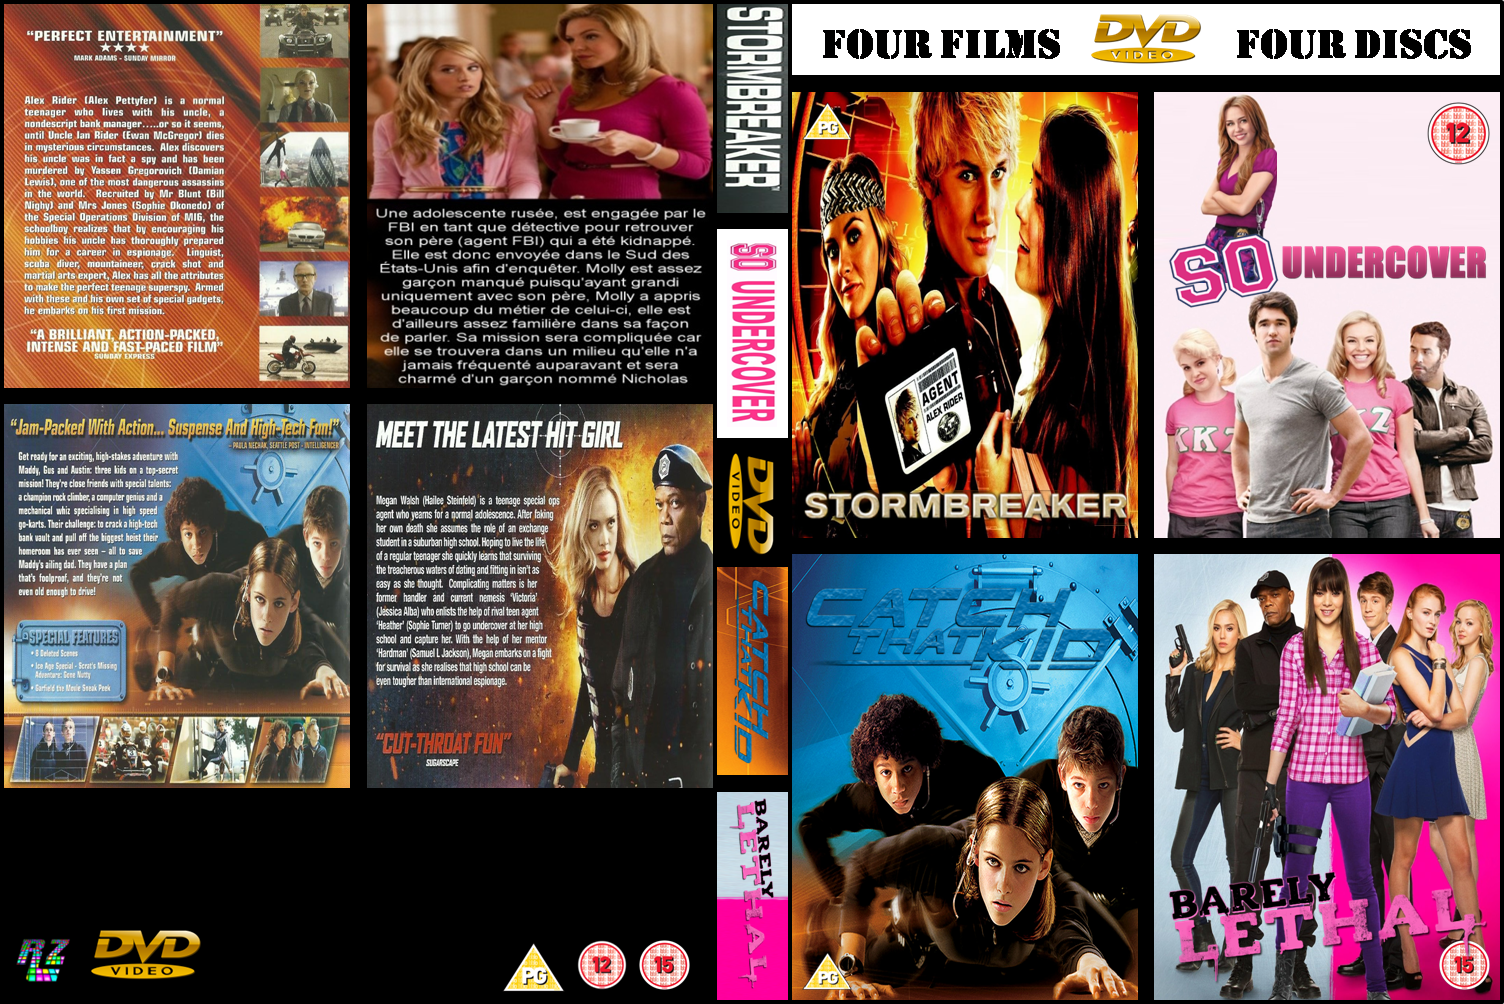 “PERFECT ENTERTAINMENT”
MARK ADAMS - SUNDAY MIRROR
Alex Rider (Alex Pettyfer) is a normal
teenager who lives with his uncle, a
nondescript bank manager.....or so it seems,
until Uncle Ian Rider (Ewan McGregor) dies
in mysterious circumstances. Alex discovers
his uncle was in fact a spy and has been
murdered by Yassen Gregorovich (Damian
Lewis), one of the most dangerous assassins
in the world. Recruited by Mr Blunt (Bill
Nighy) and Mrs Jones (Sophie Okonedo) of
the Special Operations Division of MI6, the
schoolboy realizes that by encouraging his
hobbies his uncle has thoroughly prepared
him for a career in espionage. Linguist,
scuba diver, mountaineer, crack shot and
martial arts expert, Alex has all the attributes
to make the perfect teenage superspy. Armed
with these and his own set of special gadgets,
he embarks on his first mission.
“A BRILLIANT, ACTION-PACKED,
INTENSE AND FAST-PACED FILM”
SUNDAY EXPRESS
Une adolescente rusée, est engagée par le
FBI en tant que détective pour retrouver
son père (agent FBI) qui a été kidnappé.
Elle est donc envoyée dans le Sud des
États-Unis afin d'enquêter. Molly est assez
garçon manqué puisqu'ayant grandi
uniquement avec son père, Molly a appris
beaucoup du métier de celui-ci, elle est
d'ailleurs assez familière dans sa façon
de parler. Sa mission sera compliquée car
elle se trouvera dans un milieu qu'elle n'a
jamais fréquenté auparavant et sera
charmé d'un garçon nommé Nicholas
“Jam-Packed With Action... Suspense And High-Tech Fun!”
PAULA NECHAK, SEATTLE POST - INTELLIGENCER
Get ready for an exciting, high-stakes adventure with
Maddy, Gus and Austin: three kids on a top-secret
mission! They're close friends with special talents:
a champion rock climber, a computer genius and a
mechanical whiz specialising in high speed
go-karts. Their challenge: to crack a high-tech
bank vault and pull off the biggest heist their
homeroom has ever seen – all to save
Maddy's ailing dad. They have a plan
that's foolproof, and they're not
even old enough to drive!
SPECIAL FEATURES
• 8 Deleted Scenes
• Ice Age Special - Scrat's Missing
Adventure: Gone Nutty
• Garfield the Movie Sneak Peek
MEET THE LATEST HIT GIRL
Megan Walsh (Hailee Steinfeld) is a teenage special ops
agent who yearns for a normal adolescence. After faking
her own death she assumes the role of an exchange
student in a suburban high school. Hoping to live the life
of a regular teenager she quickly learns that surviving
the treacherous waters of dating and fitting in isn't as
easy as she thought. Complicating matters is her
former handler and current nemesis 'Victoria'
(Jessica Alba) who enlists the help of rival teen agent
'Heather' (Sophie Turner) to go undercover at her high
school and capture her. With the help of her mentor
'Hardman' (Samuel L Jackson), Megan embarks on a fight
for survival as she realises that high school can be
even tougher than international espionage.
“CUT-THROAT FUN”
SUGARSCAPE
RZ
DVD
VIDEO
PG
12
15
STORMBREAKER
SO UNDERCOVER
DVD
VIDEO
CATCH
THAT KID
BARELY
LETHAL
FOUR FILMS
DVD
VIDEO
FOUR DISCS
PG
AGENT
ALEX RIDER
STORMBREAKER
12
SO UNDERCOVER
KKZ
KZ
CATCH
THAT KID
PG
BARELY
LETHAL
15